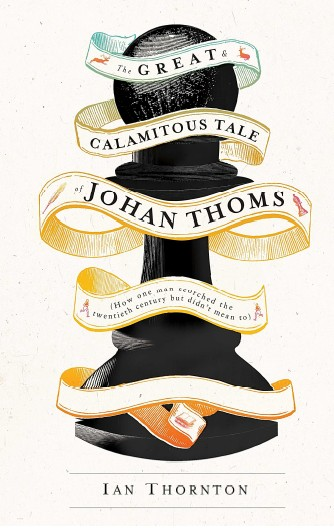 The GREAT &
CALAMITOUS TALE
of JOHAN THOMS
(How one man scorched the
twentieth century but didn't mean to)
IAN THORNTON